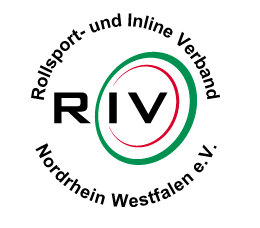 Rollsport- und Inline Verband
RIV
Nordrhein Westfalen e.V.